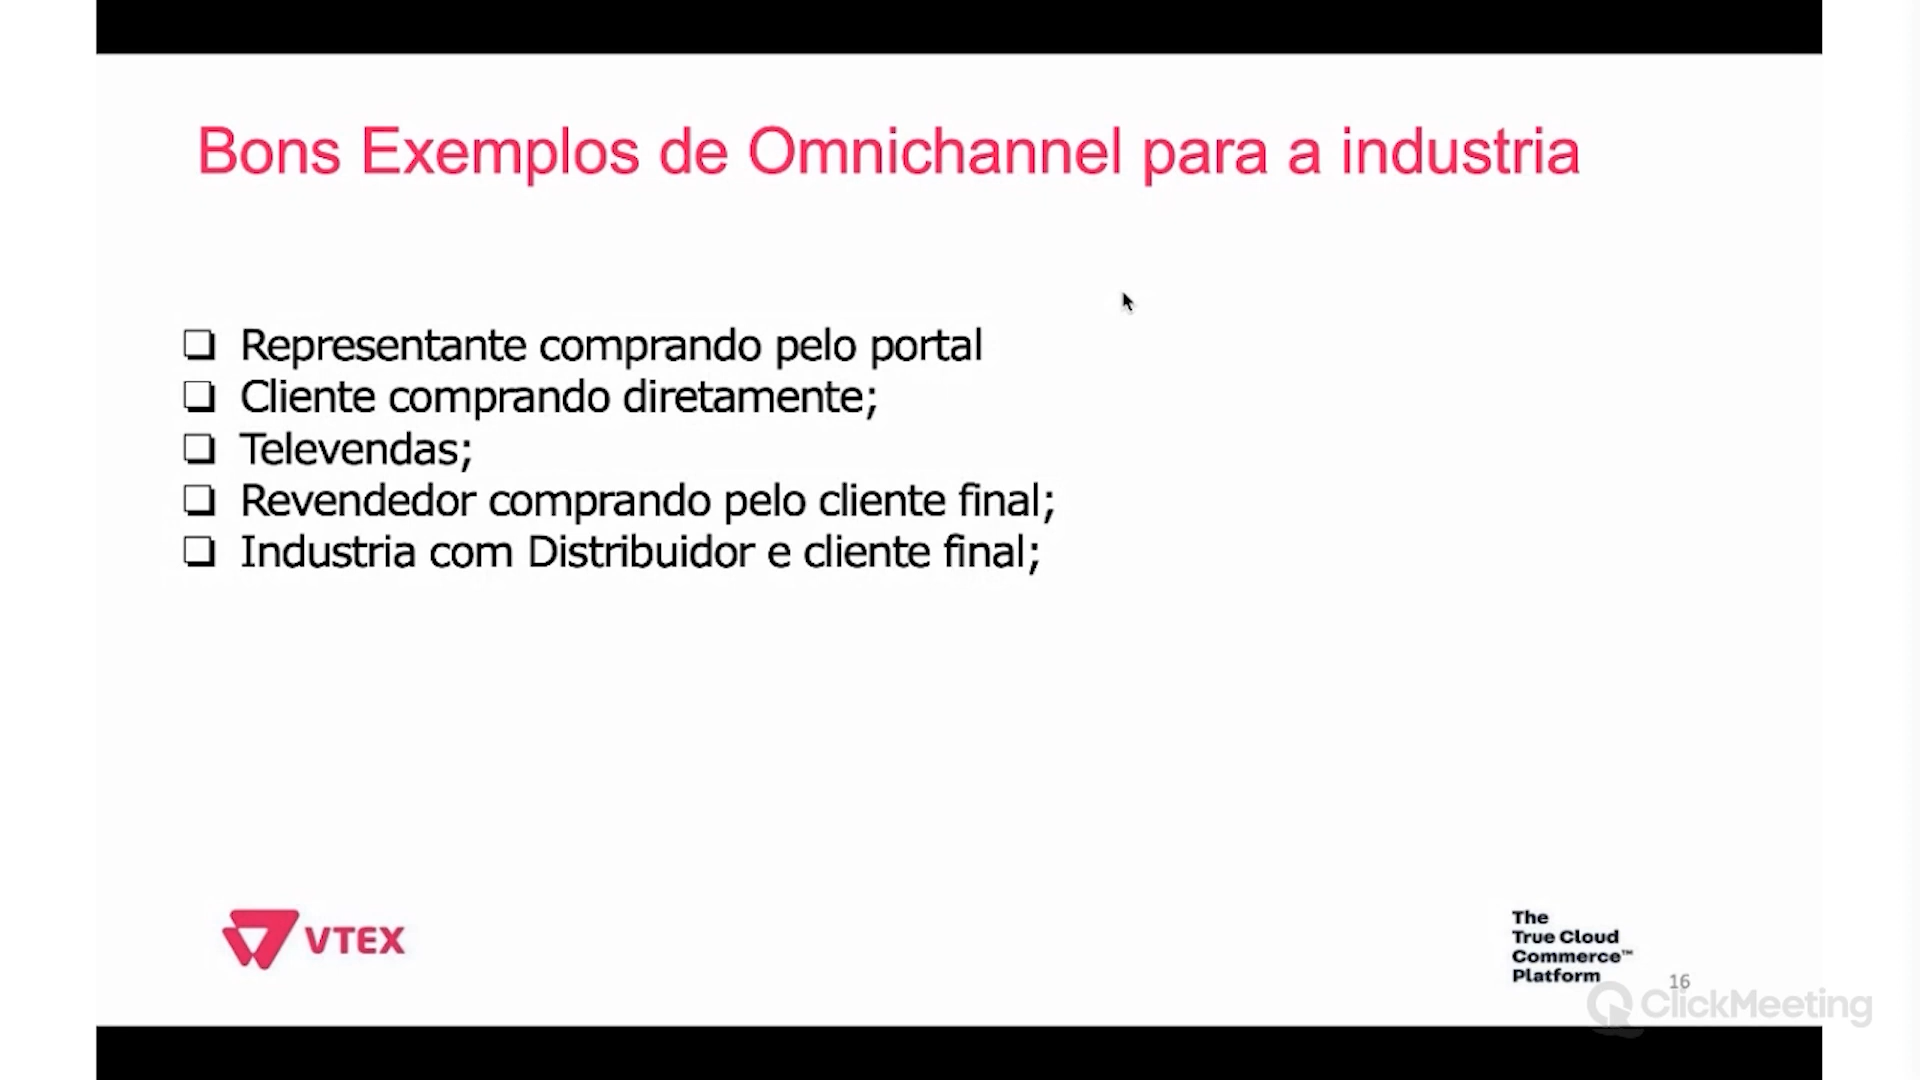 Bons Exemplos de Omnichannel para a industria
Representante comprando pelo portal
Cliente comprando diretamente;
Televendas;
Revendedor comprando pelo cliente final;
Industria com Distribuidor e cliente final;
VTEX
The
True Cloud
Commerce™
Platform
16
ClickMeeting